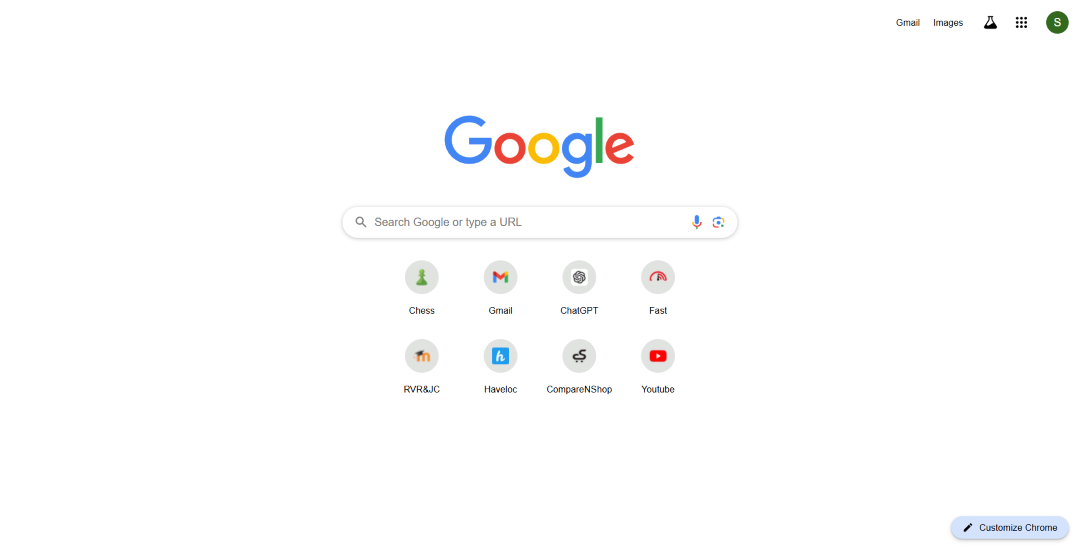 Gmail Images S
Google
Search Google or type a URL
Chess Gmail ChatGPT Fast
RVR&JC Haveloc CompareNShop Youtube
Customize Chrome